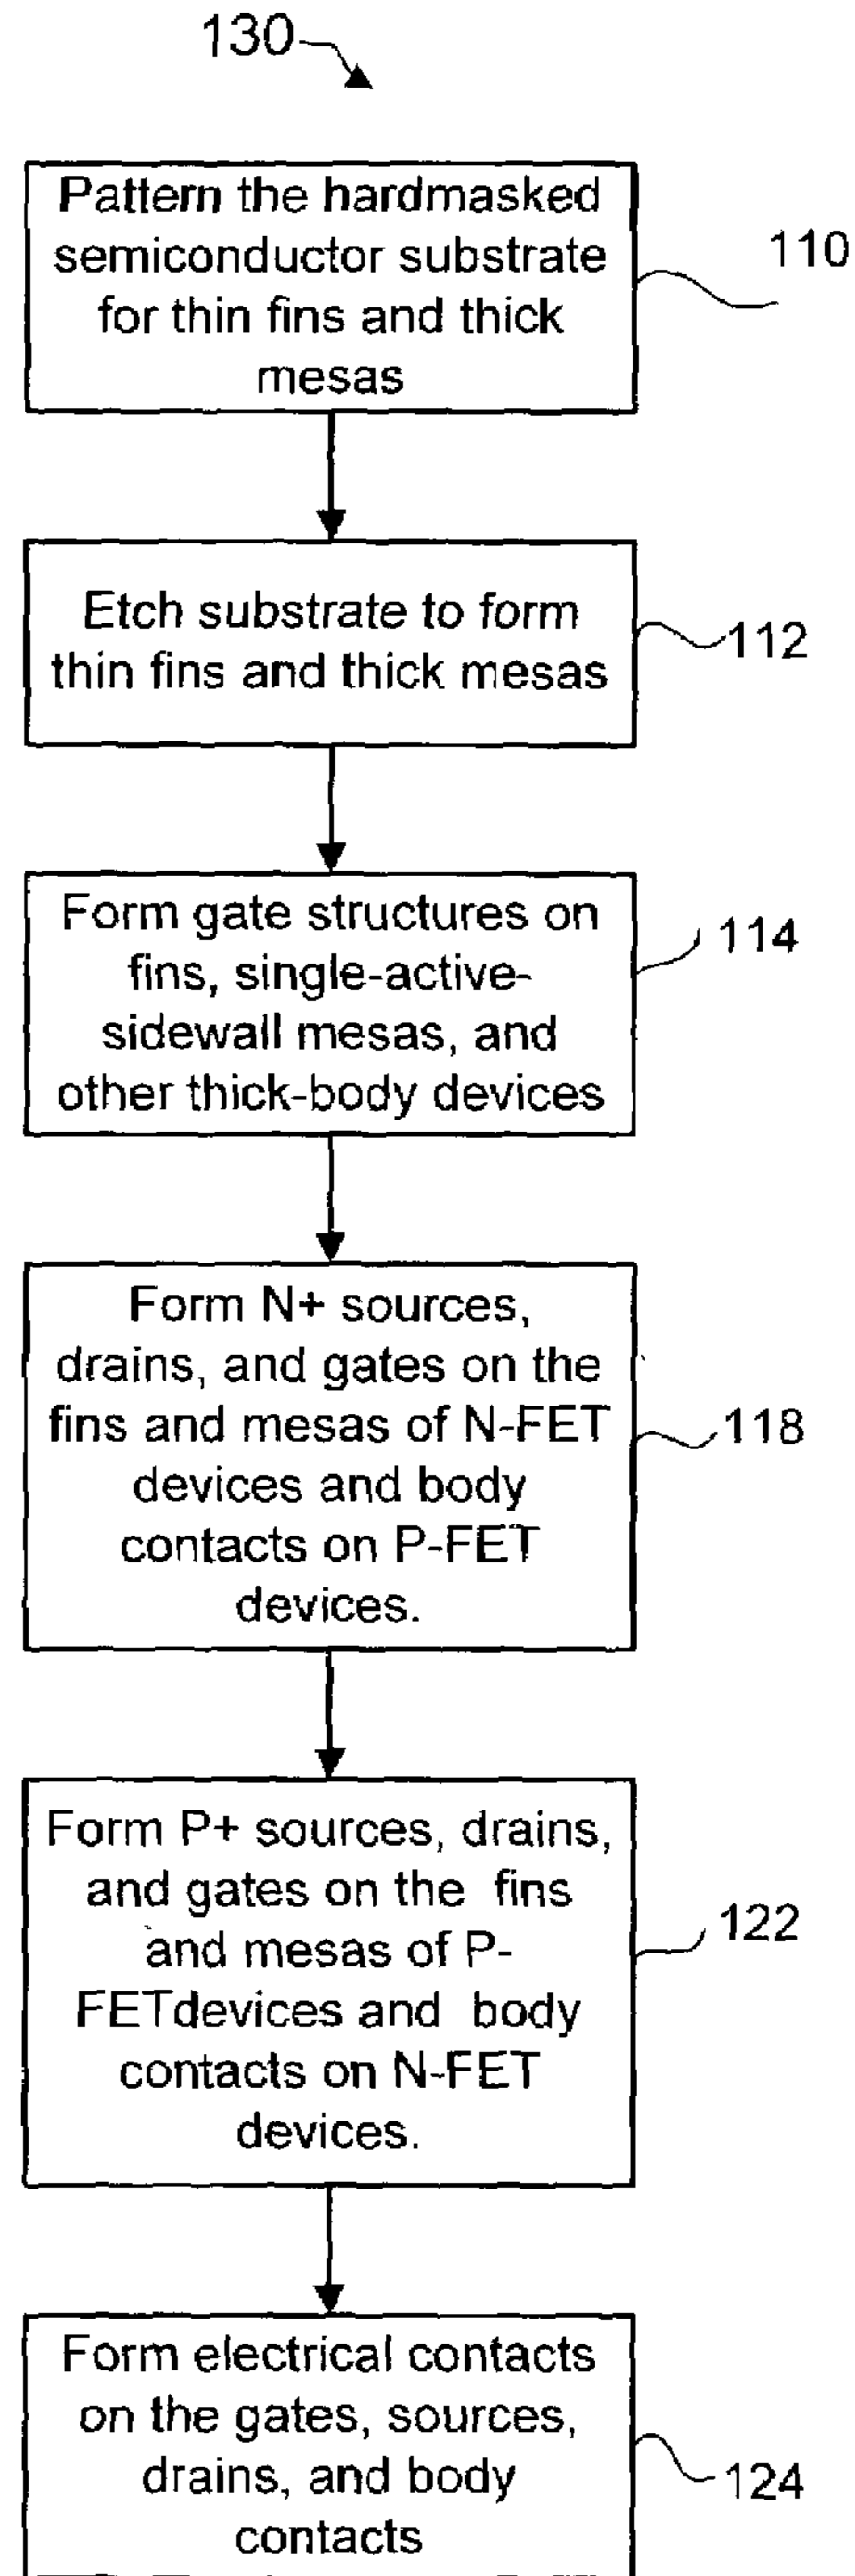 130
Pattern the hardmasked
semiconductor substrate
for thin fins and thick
mesas
110
Etch substrate to form
thin fins and thick mesas
112
Form gate structures on
fins, single-active-
sidewall mesas, and
other thick-body devices
114
Form N+ sources,
drains, and gates on the
fins and mesas of N-FET
devices and body
contacts on P-FET
devices.
118
Form P+ sources, drains,
and gates on the fins
and mesas of P-
FETdevices and body
contacts on N-FET
devices.
122
Form electrical contacts
on the gates, sources,
drains, and body
contacts
124